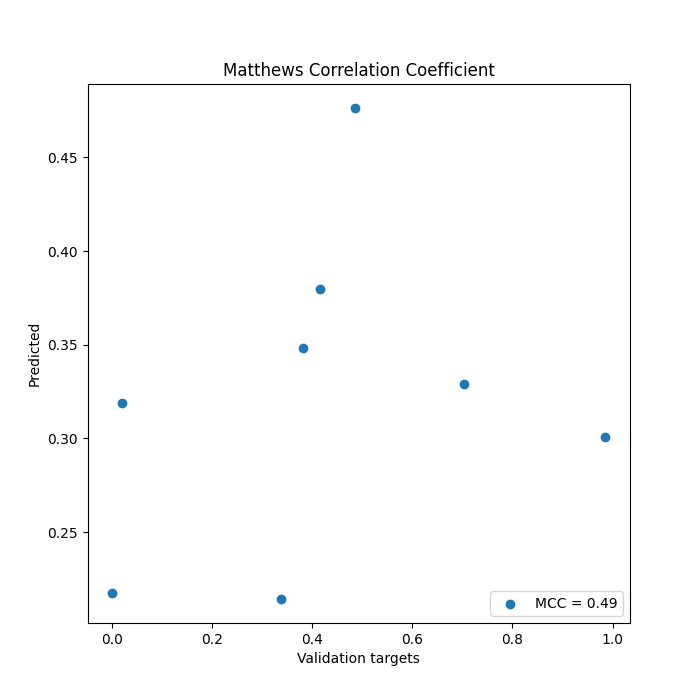 Matthews Correlation Coefficient
Predicted
0.45
0.40
0.35
0.30
0.25
MCC = 0.49
0.0 0.2 0.4 0.6 0.8 1.0
Validation targets